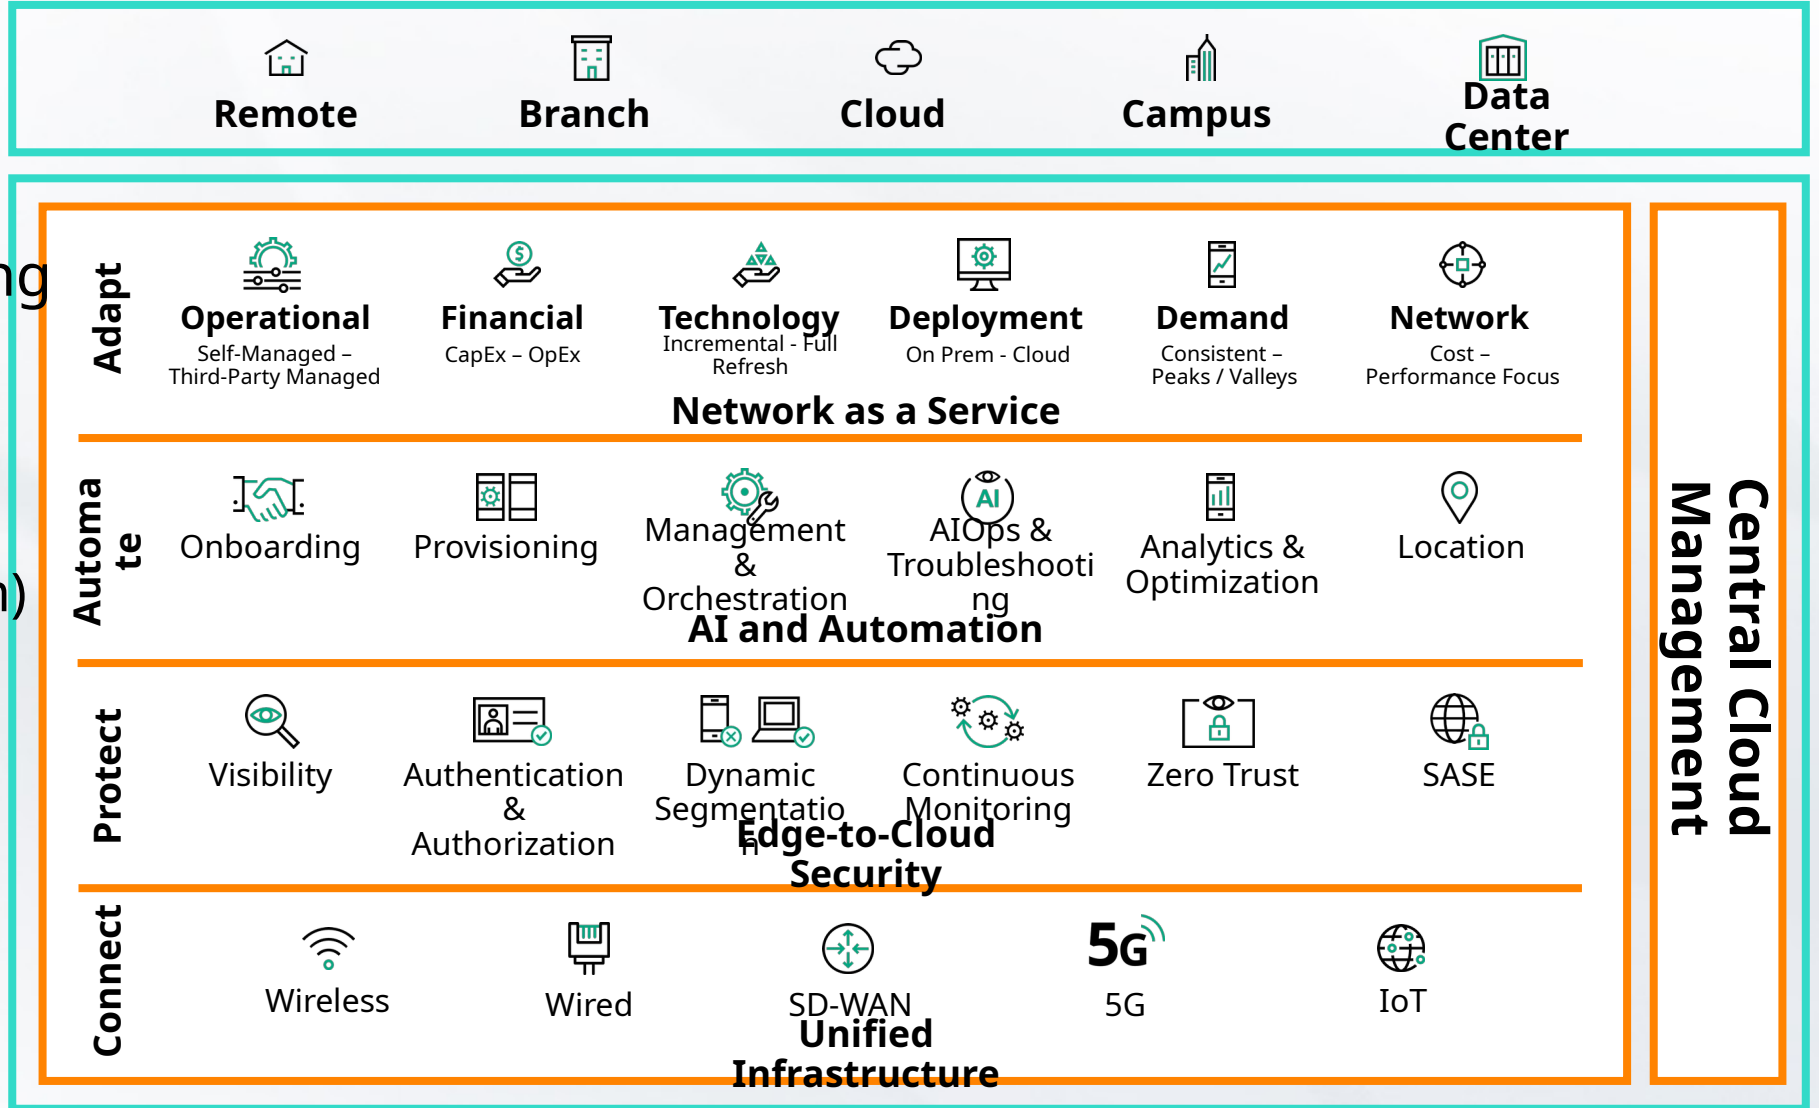 Remote
Branch
Cloud
Campus
Data
Center
ng
Adapt
Operational
Self-Managed –
Third-Party Managed
Financial
CapEx – OpEx
Technology
Incremental - Full
Refresh
Deployment
On Prem - Cloud
Demand
Consistent –
Peaks / Valleys
Network
Cost –
Performance Focus
Network as a Service
n)
Automa
te
Onboarding
Provisioning
Management
&
Orchestration
AI
AIOps &
Troubleshooti
ng
Analytics &
Optimization
Location
AI and Automation
Protect
Visibility
Authentication
&
Authorization
Dynamic
Segmentatio
n
Continuous
Monitoring
Zero Trust
SASE
Edge-to-Cloud
Security
Connect
Wireless
Wired
SD-WAN
5G
5G
IoT
Unified
Infrastructure
Central Cloud
Management